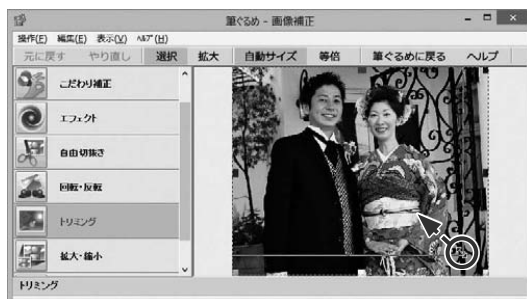 筆ぐるめ - 画像補正
操作(E) 編集(E) 表示(V) ヘルプ(H)
元に戻す やり直し 選択 拡大 自動サイズ 等倍 筆ぐるめに戻る ヘルプ
こだわり補正
エフェクト
自由切抜き
回転・反転
トリミング
拡大・縮小
トリミング